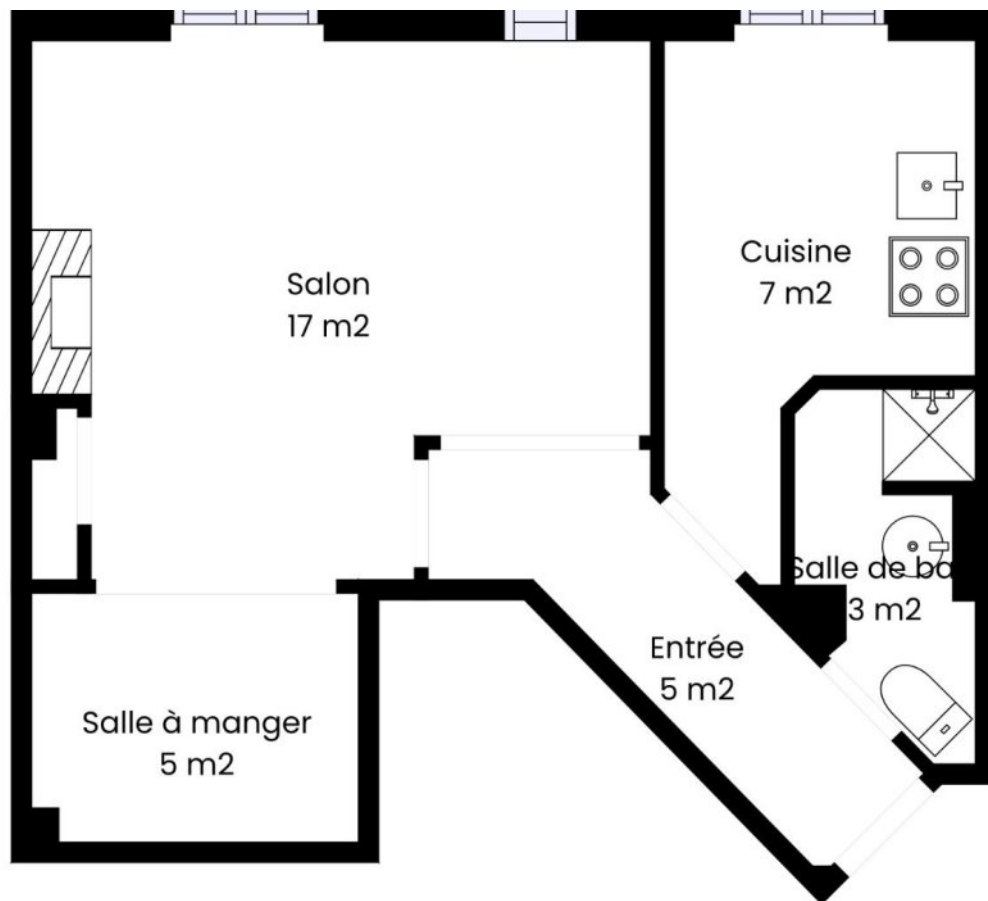 Salon
17 m2
Cuisine
7 m2
Salle de ba
3 m2
Entrée
5 m2
Salle à manger
5 m2